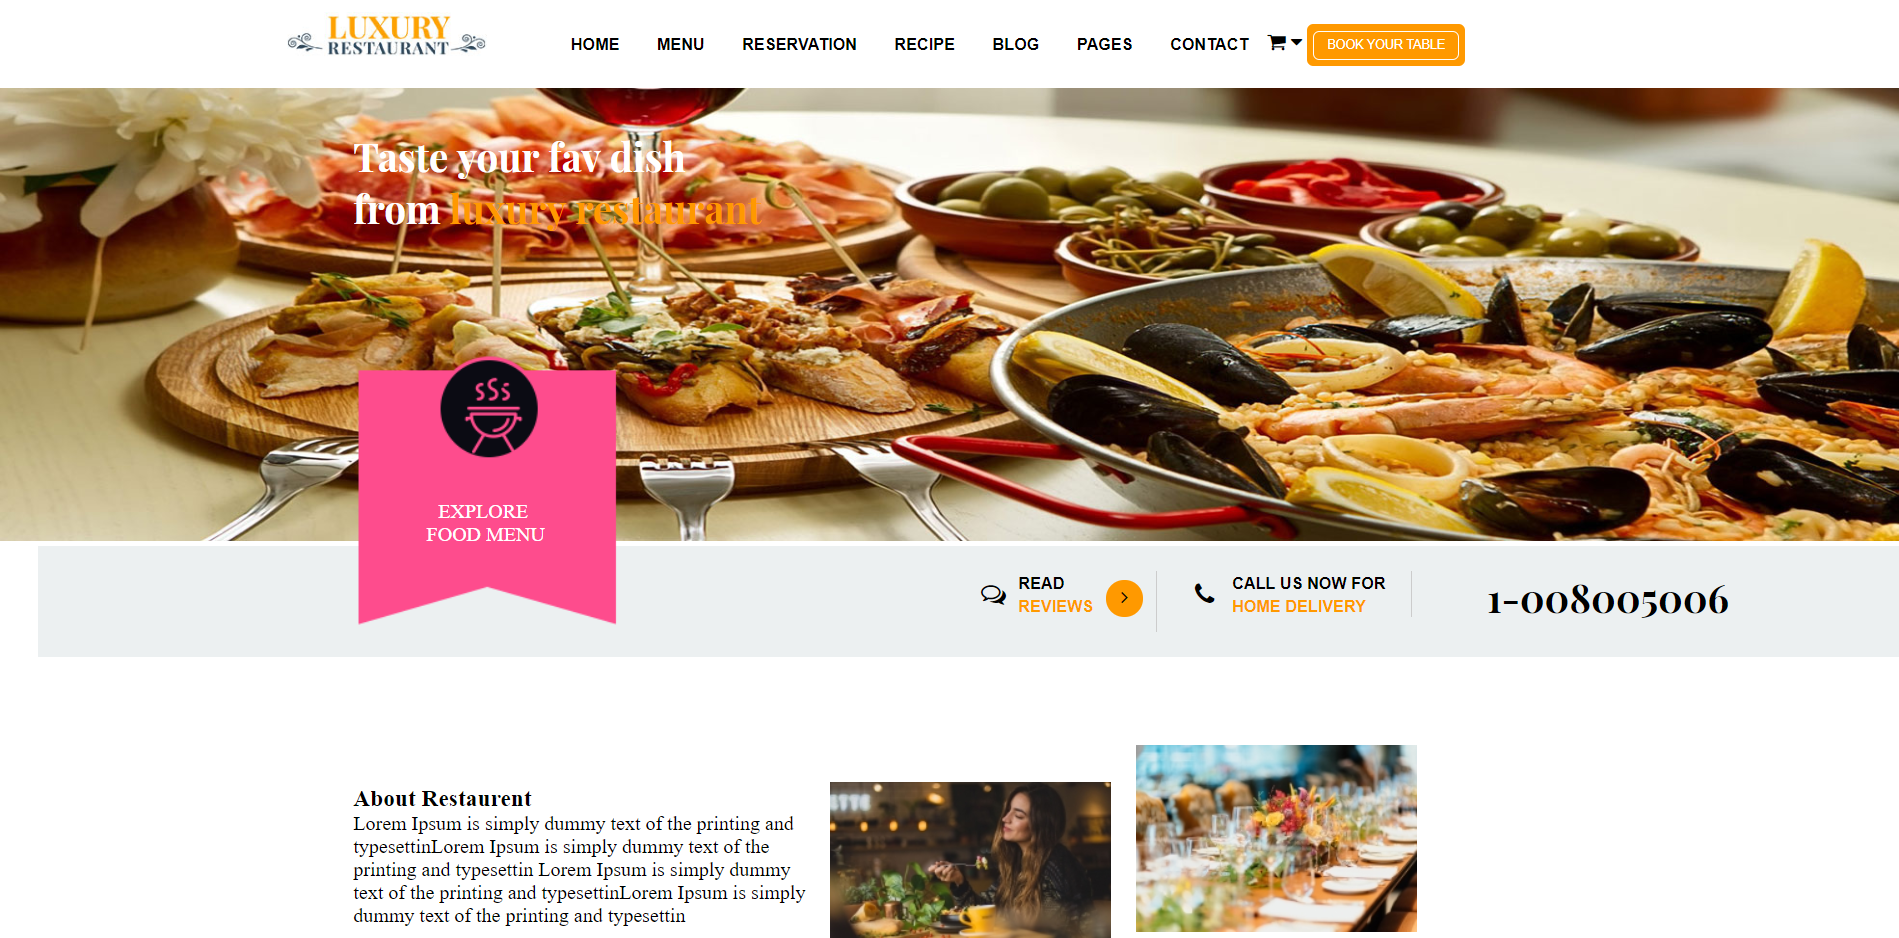 LUXURY
RESTAURANT
HOME MENU RESERVATION RECIPE BLOG PAGES CONTACT BOOK YOUR TABLE
Taste your fav dish
from luxury restaurant
EXPLORE
FOOD MENU
READ
REVIEWS
CALL US NOW FOR
HOME DELIVERY
1-008005006
About Restaurent
Lorem Ipsum is simply dummy text of the printing and
typesettinLorem Ipsum is simply dummy text of the
printing and typesettin Lorem Ipsum is simply dummy
text of the printing and typesettinLorem Ipsum is simply
dummy text of the printing and typesettin